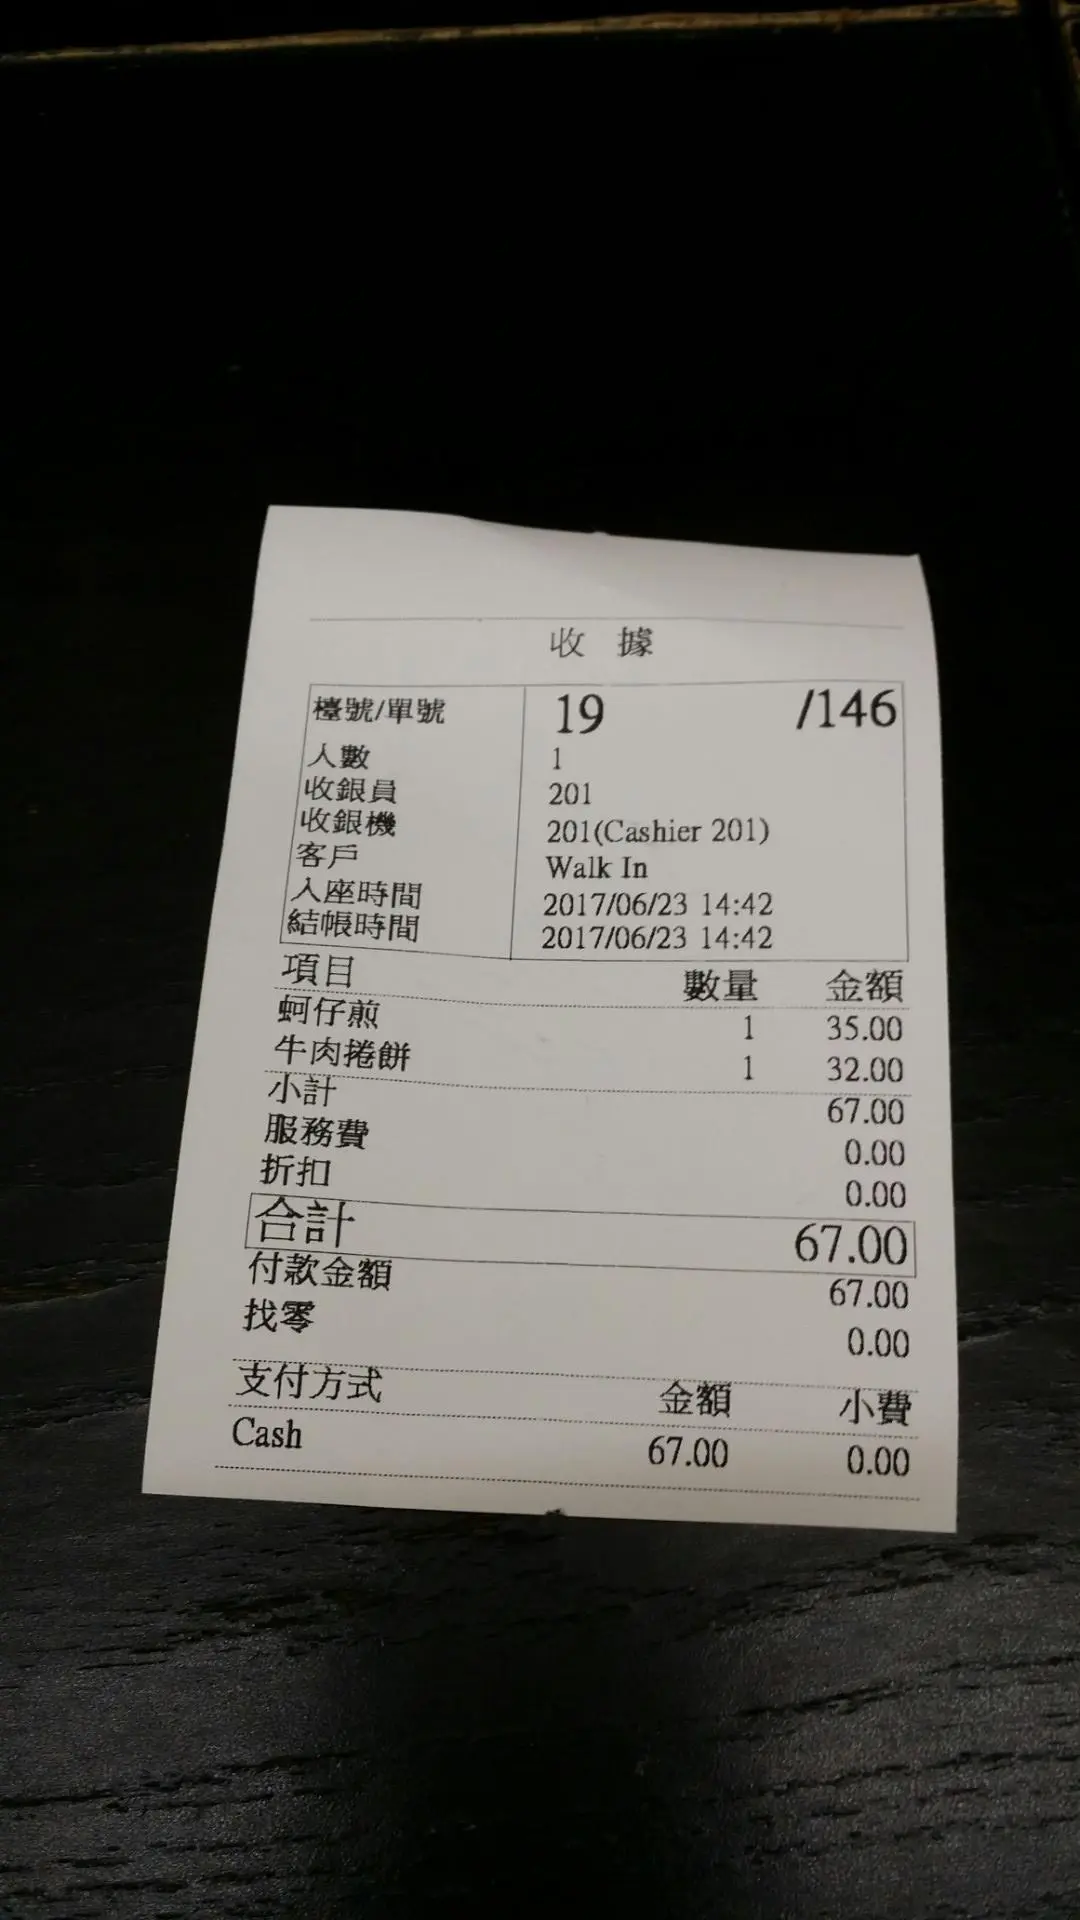 收 據
檯號/單號 19 /146
人數 1
收銀員 201
收銀機 201(Cashier 201)
客戶 Walk In
入座時間 2017/06/23 14:42
結帳時間 2017/06/23 14:42
項目 數量 金額
蚵仔煎 1 35.00
牛肉捲餅 1 32.00
小計 67.00
服務費 0.00
折扣 0.00
合計 67.00
付款金額 67.00
找零 0.00
支付方式 金額 小費
Cash 67.00 0.00